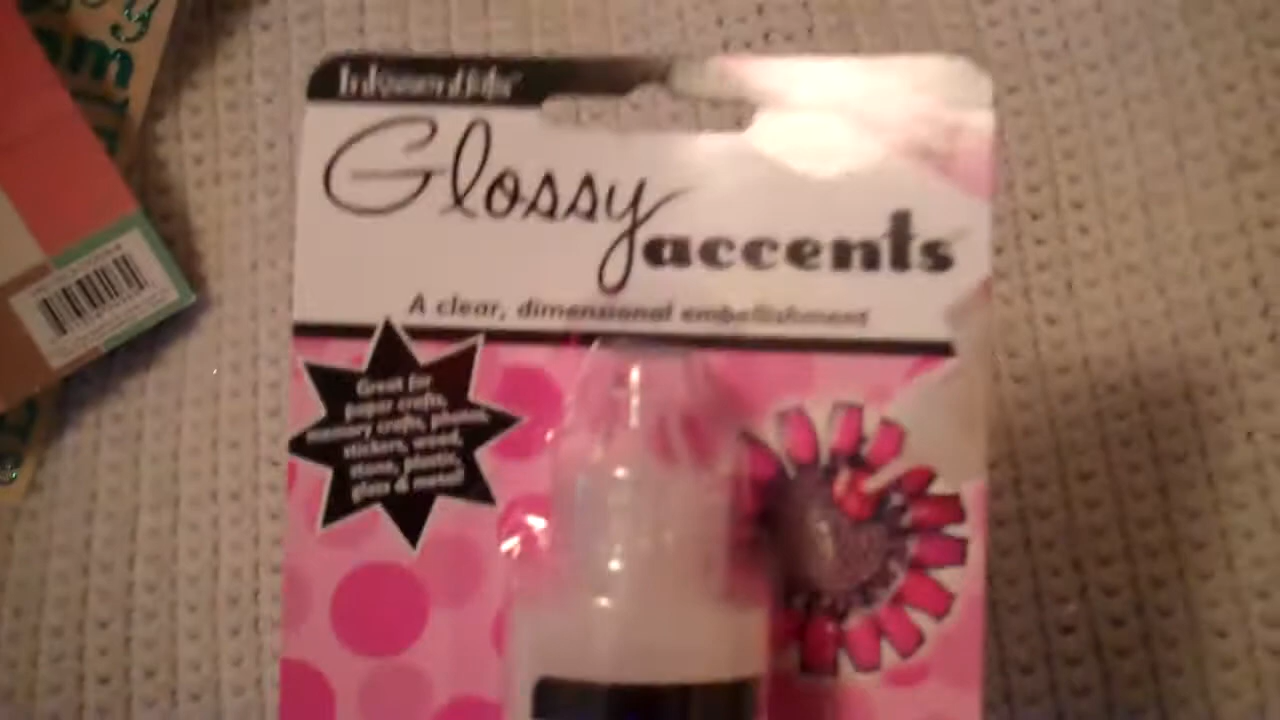 Glossy
accents
A clear, dimensional embellishment
Great for
paper crafts,
memory crafts, photos,
stickers, wood,
stone, plastic,
glass & metal!